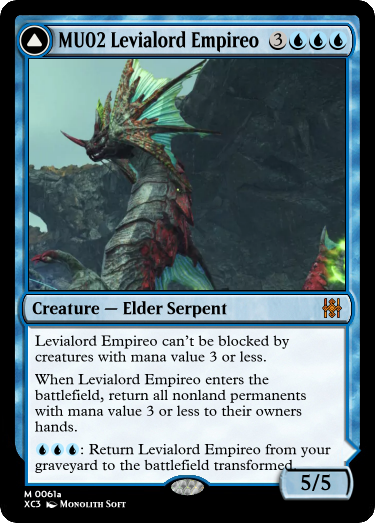 MU02 Levialord Empireo 3
Creature — Elder Serpent
Levialord Empireo can't be blocked by
creatures with mana value 3 or less.
When Levialord Empireo enters the
battlefield, return all nonland permanents
with mana value 3 or less to their owners
hands.
: Return Levialord Empireo from your
graveyard to the battlefield transformed.
5/5
M 0061a
XC3 Monolith Soft